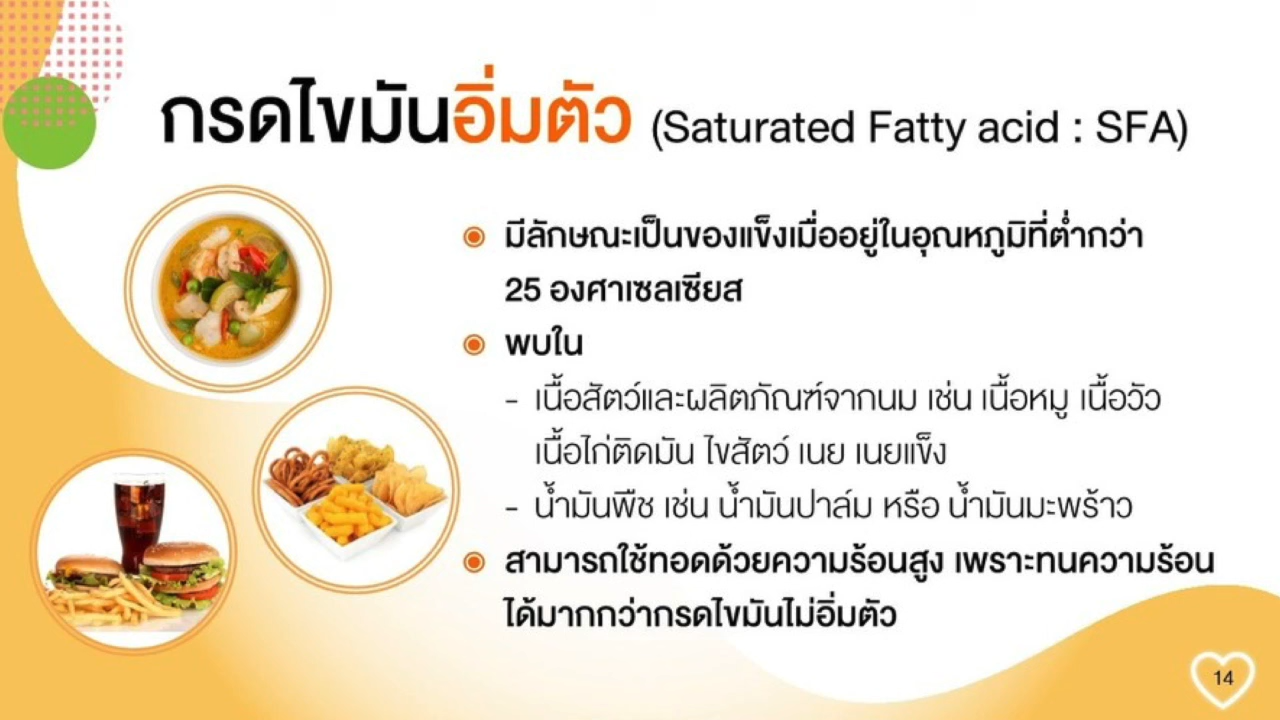 กรดไขมันอิ่มตัว (Saturated Fatty acid : SFA)
มีลักษณะเป็นของแข็งเมื่ออยู่ในอุณหภูมิที่ต่ำกว่า
25 องศาเซลเซียส
พบใน
- เนื้อสัตว์และผลิตภัณฑ์จากนม เช่น เนื้อหมู เนื้อวัว
เนื้อไก่ติดมัน ไขสัตว์ เนย เนยแข็ง
- น้ำมันพืช เช่น น้ำมันปาล์ม หรือ น้ำมันมะพร้าว
สามารถใช้ทอดด้วยความร้อนสูง เพราะทนความร้อน
ได้มากกว่ากรดไขมันไม่อิ่มตัว
14